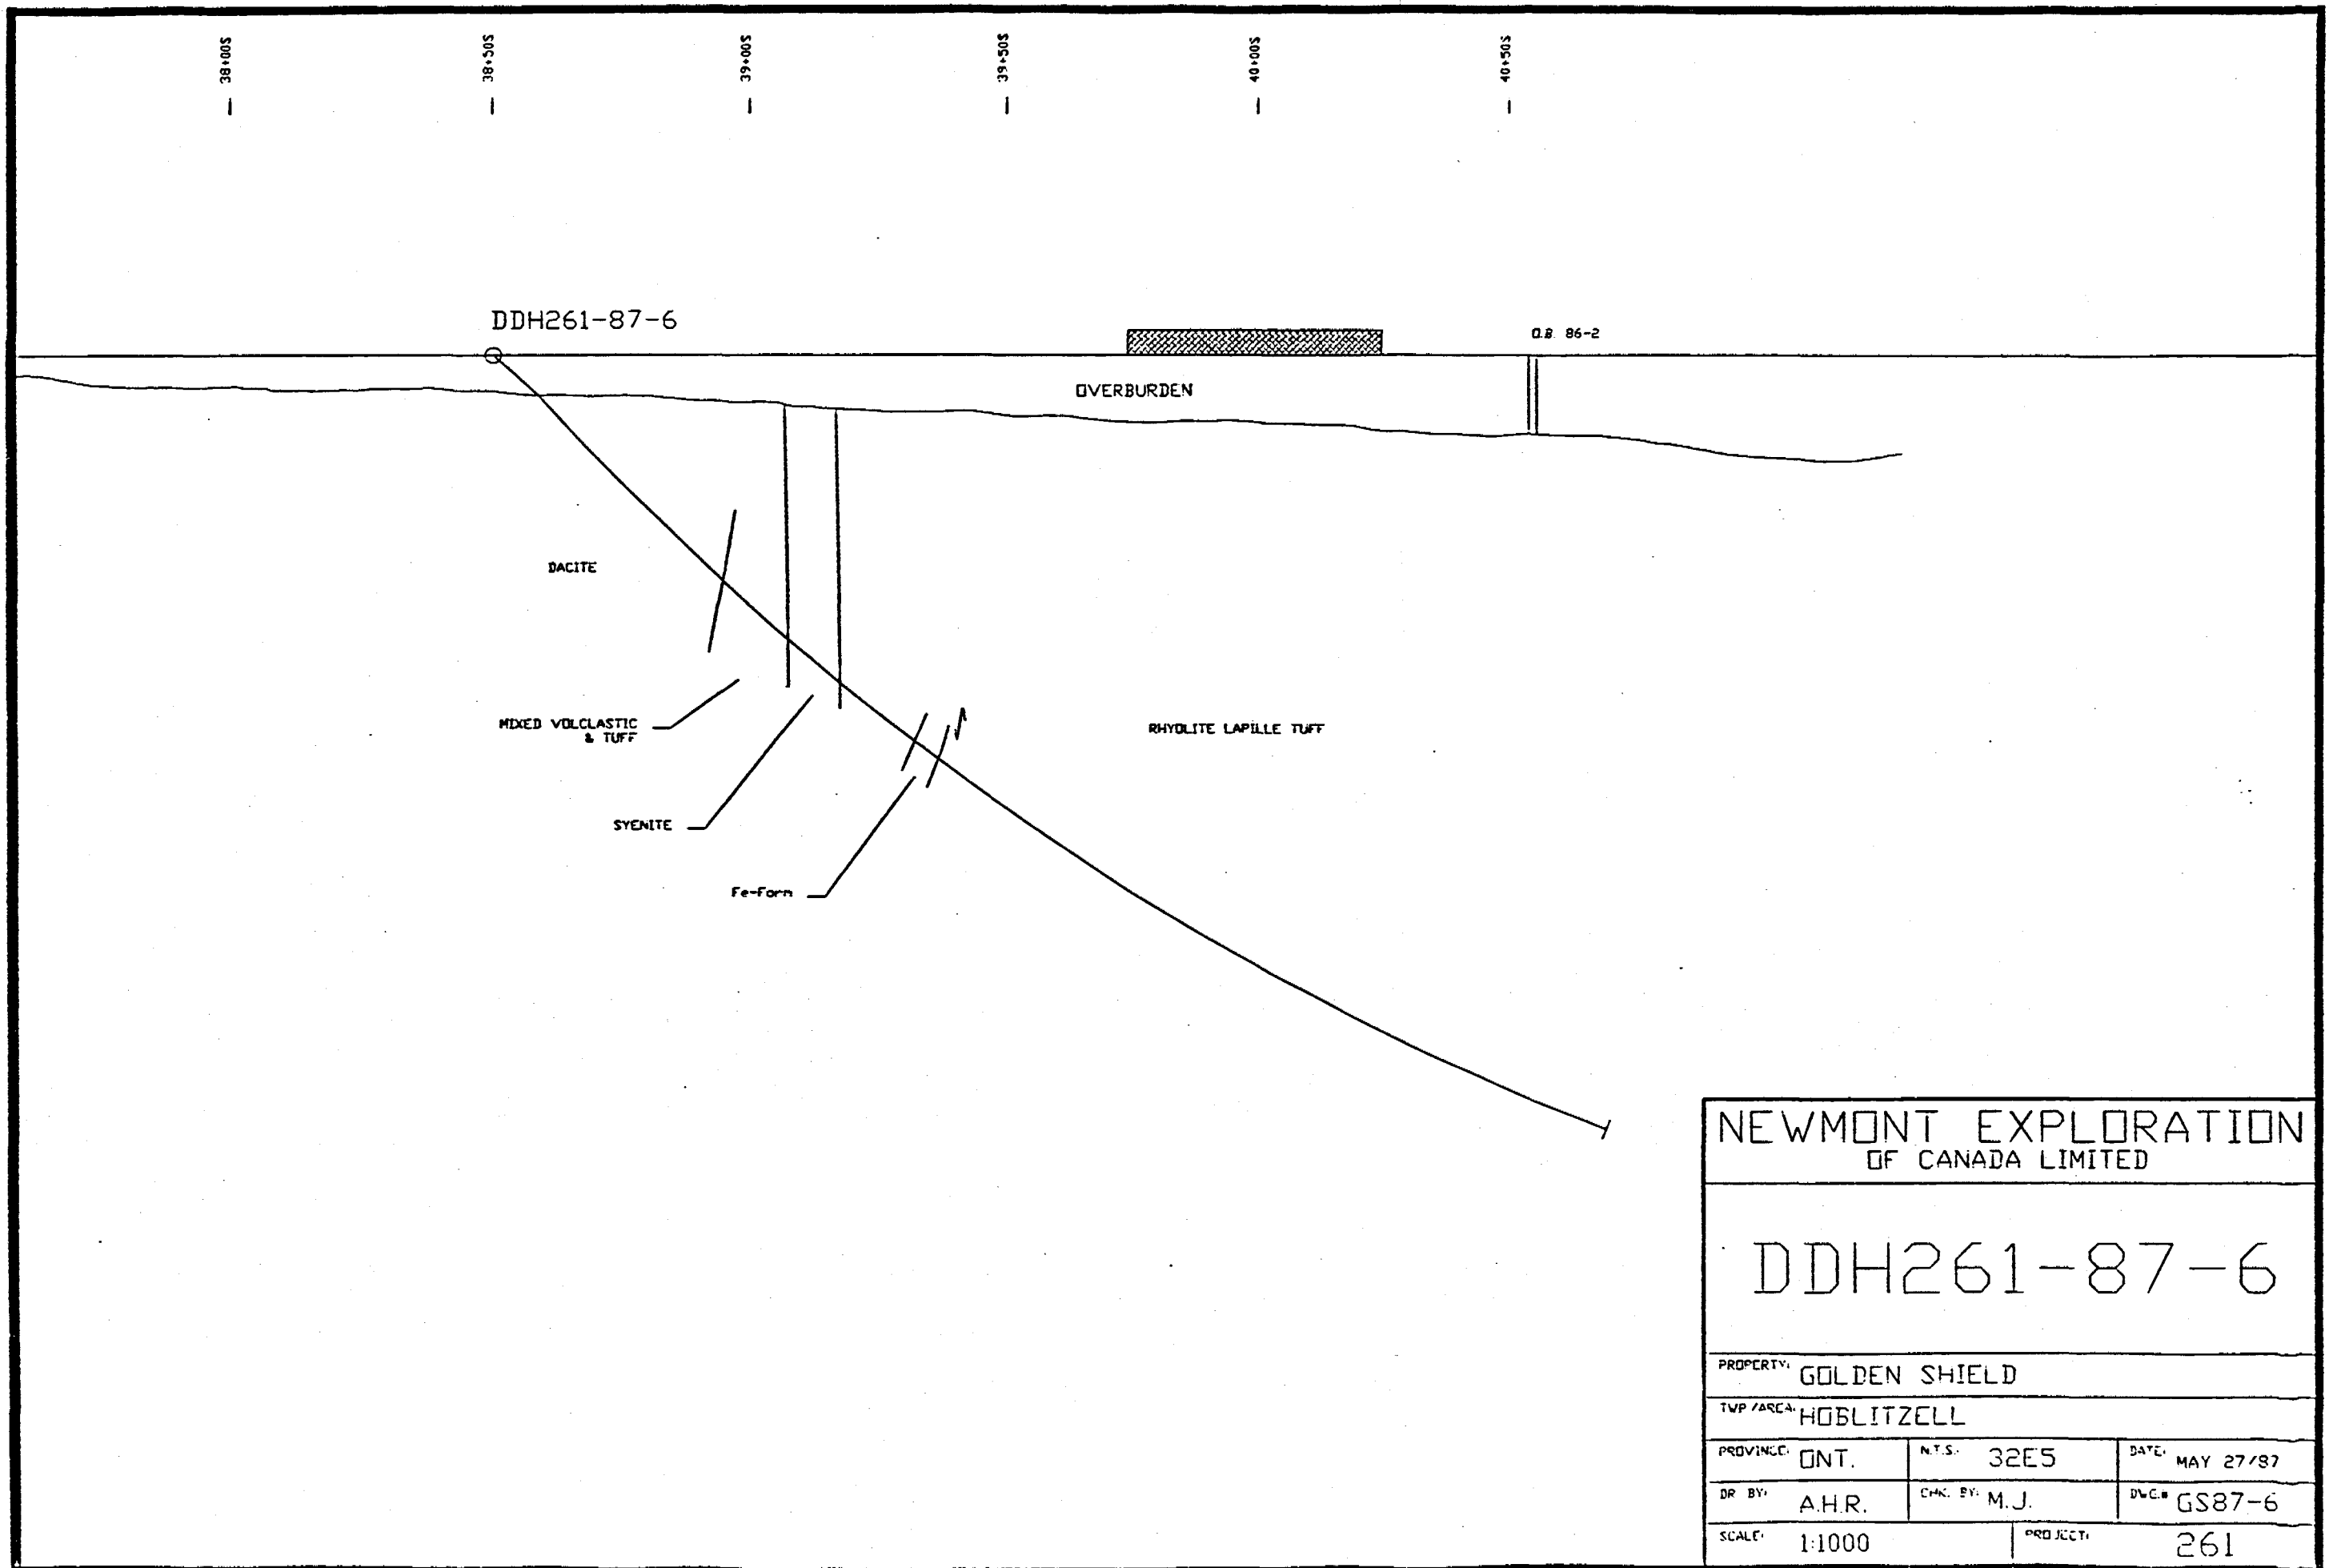 38+00S
38+50S
39+00S
39+50S
40+00S
40+50S
DDH261-87-6
O.B. 86-2
OVERBURDEN
DACITE
MIXED VOLCLASTIC
& TUFF
RHYOLITE LAPILLE TUFF
SYENITE
Fe-Form
NEWMONT EXPLORATION
OF CANADA LIMITED
DDH261-87-6
PROPERTY: GOLDEN SHIELD
TWP/AREA: HOBLITZELL
PROVINCE: ONT. N.T.S.: 32E5 DATE: MAY 27/87
DR BY: A.H.R. CHK. BY: M.J. DWG.# GS87-6
SCALE: 1:1000 PROJECT: 261